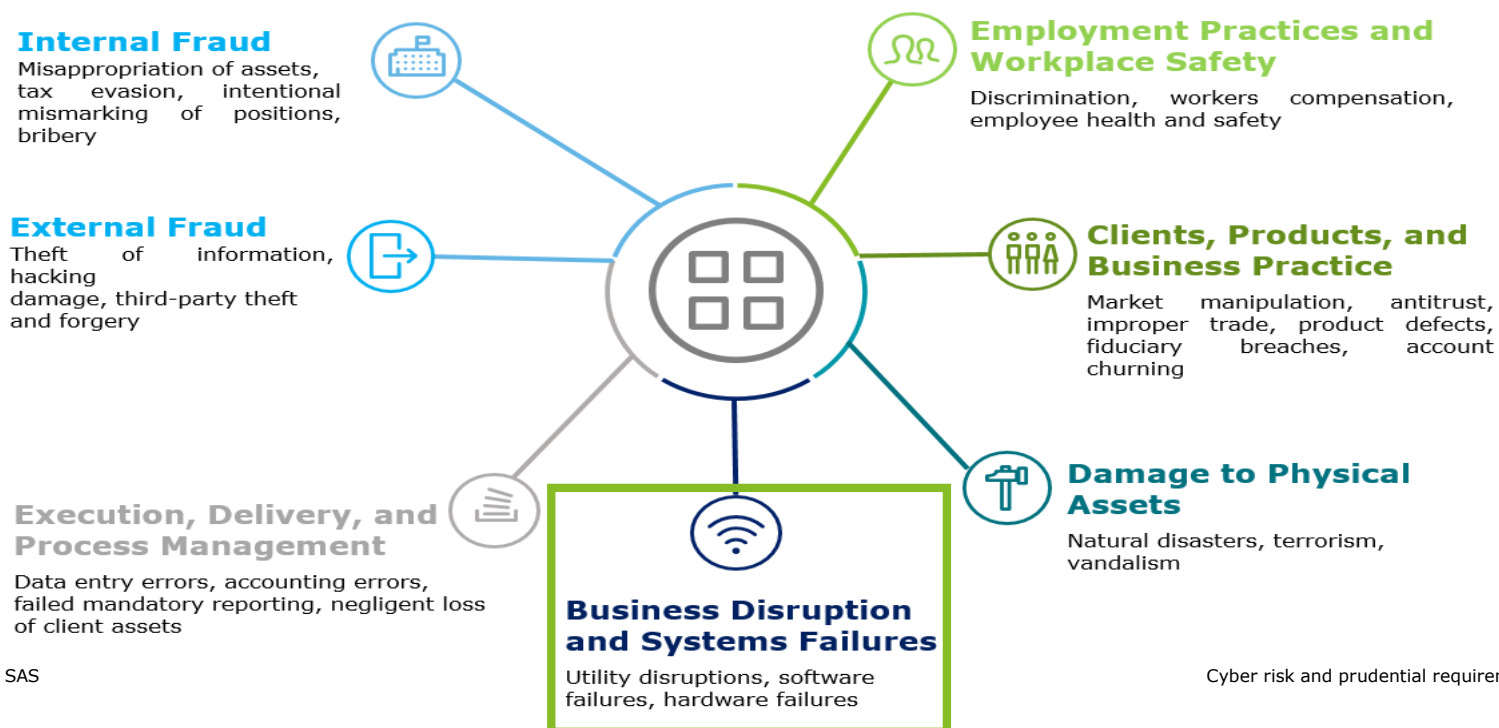 Internal Fraud
Misappropriation of assets,
tax evasion, intentional
mismarking of positions,
bribery
Employment Practices and
Workplace Safety
Discrimination, workers compensation,
employee health and safety
External Fraud
Theft of information,
hacking
damage, third-party theft
and forgery
Clients, Products, and
Business Practice
Market manipulation, antitrust,
improper trade, product defects,
fiduciary breaches, account
churning
Execution, Delivery, and
Process Management
Data entry errors, accounting errors,
failed mandatory reporting, negligent loss
of client assets
Damage to Physical
Assets
Natural disasters, terrorism,
vandalism
Business Disruption
and Systems Failures
Utility disruptions, software
failures, hardware failures
SAS
Cyber risk and prudential requirer